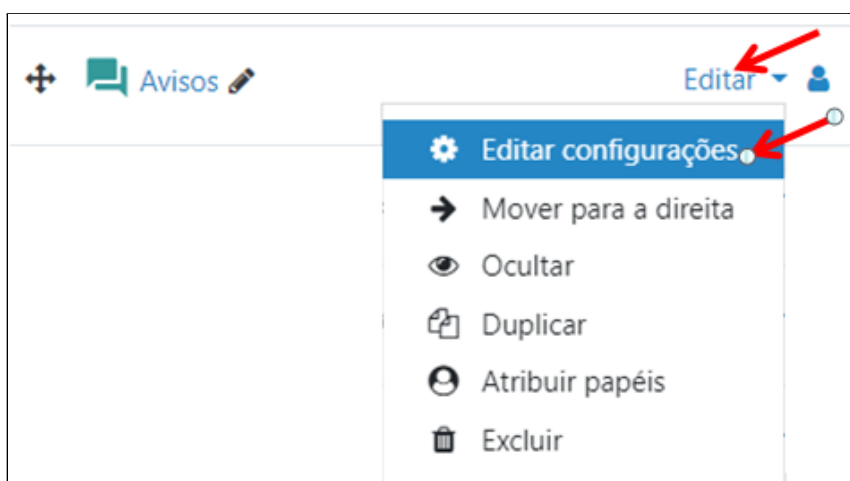 Avisos Editar
Editar configurações
Mover para a direita
Ocultar
Duplicar
Atribuir papéis
Excluir